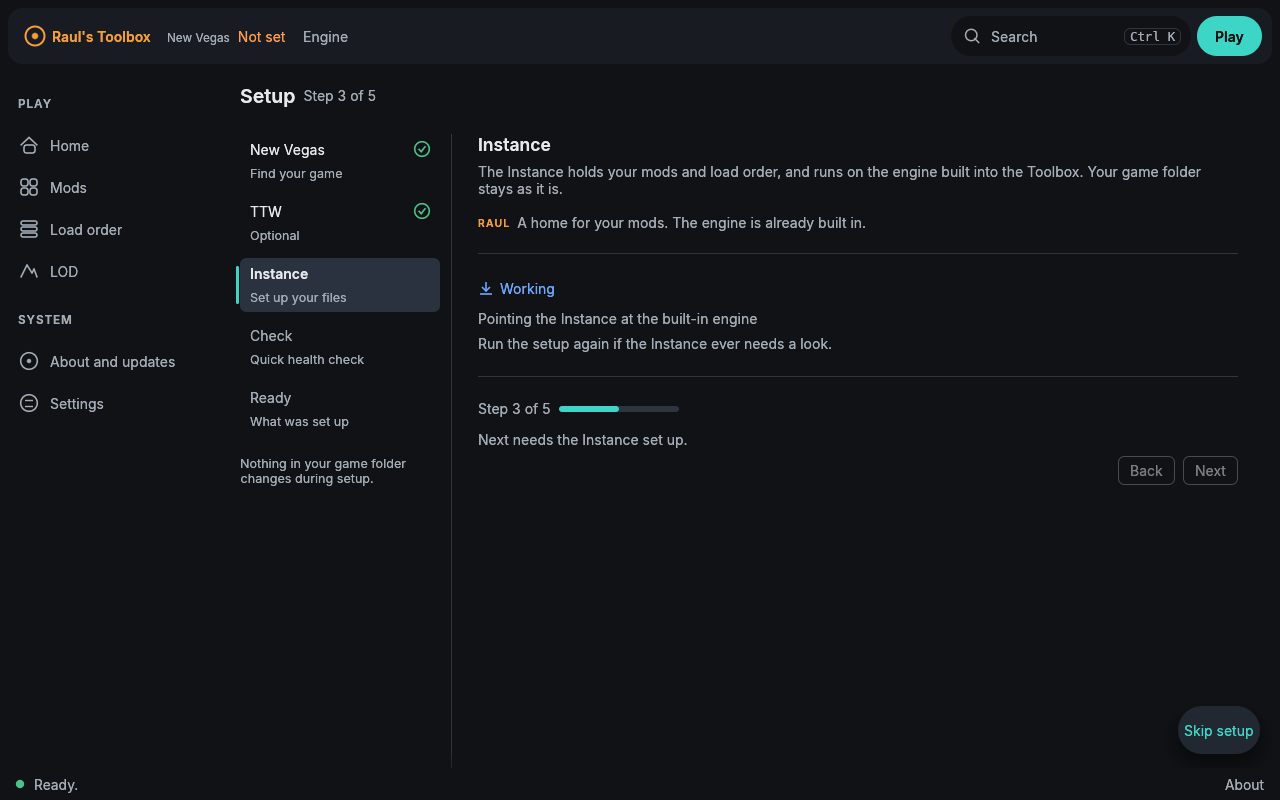 Raul's Toolbox
New Vegas Not set
Engine
Search
Ctrl K
Play
PLAY
Home
Mods
Load order
LOD
SYSTEM
About and updates
Settings
Setup Step 3 of 5
New Vegas
Find your game
TTW
Optional
Instance
Set up your files
Check
Quick health check
Ready
What was set up
Nothing in your game folder
changes during setup.
Instance
The Instance holds your mods and load order, and runs on the engine built into the Toolbox. Your game folder
stays as it is.
RAUL A home for your mods. The engine is already built in.
Working
Pointing the Instance at the built-in engine
Run the setup again if the Instance ever needs a look.
Step 3 of 5
Next needs the Instance set up.
Back
Next
Skip setup
Ready.
About